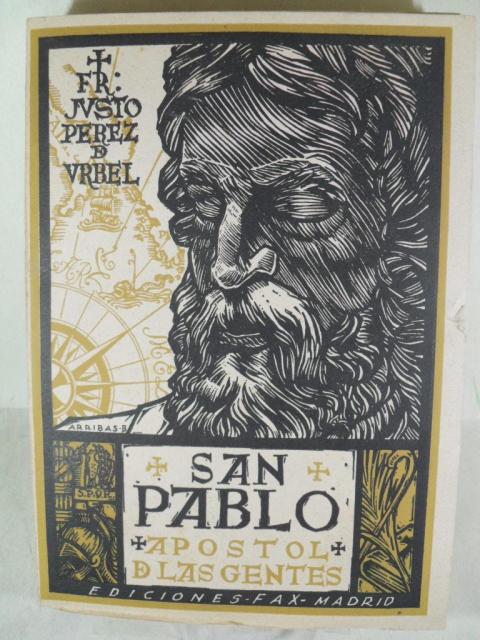 FR:
JVSTO
PEREZ
D
VRBEL
ARRIBAS·B
S.P.Q.R
SAN
PABLO
APOSTOL
D LAS GENTES
EDICIONES-FAX-MADRID